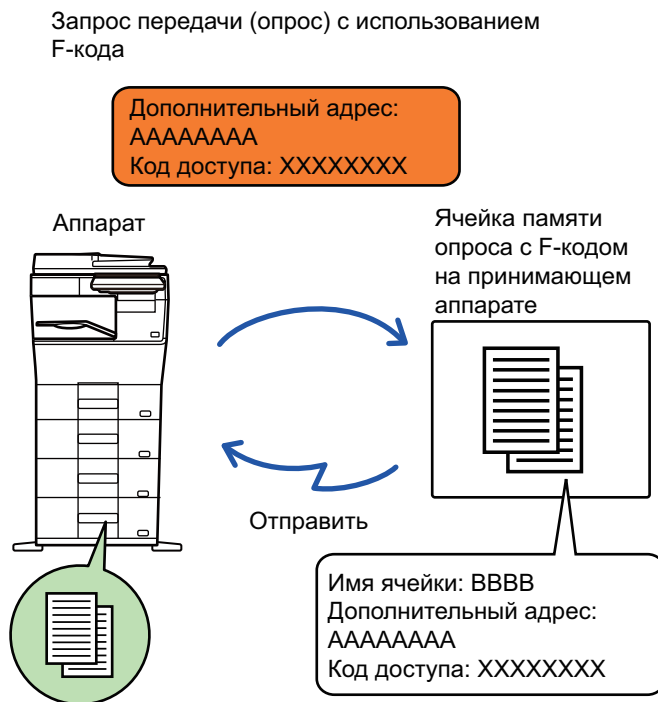 Запрос передачи (опрос) с использованием
F-кода
Дополнительный адрес:
AAAAAAAA
Код доступа: XXXXXXXX
Аппарат
Ячейка памяти
опроса с F-кодом
на принимающем
аппарате
Отправить
Имя ячейки: BBBB
Дополнительный адрес:
AAAAAAAA
Код доступа: XXXXXXXX